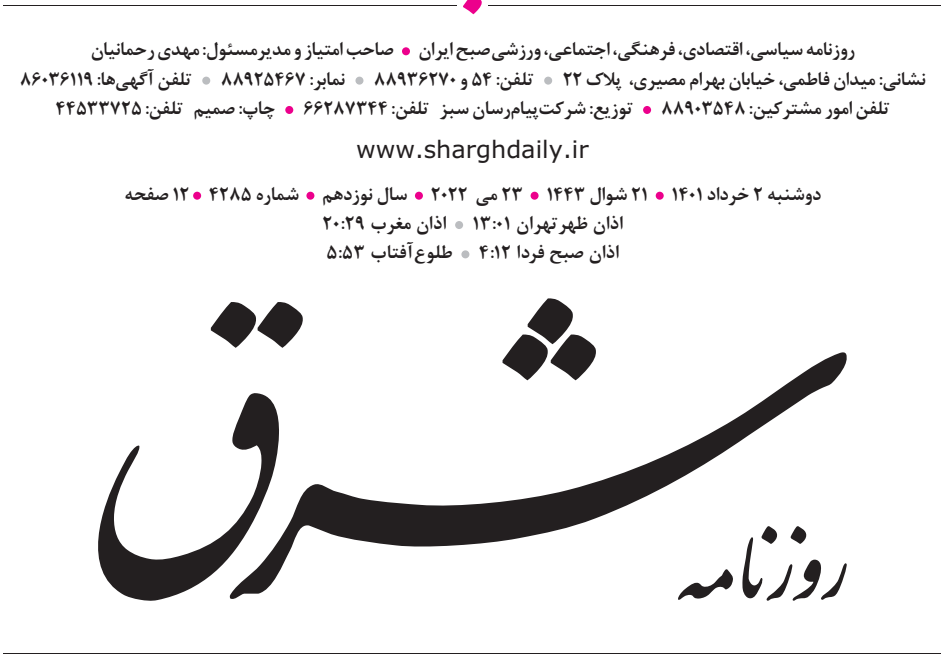 روزنامه سیاسی، اقتصادی، فرهنگی، اجتماعی، ورزشی صبح ایران ● صاحب امتیاز و مدیرمسئول: مهدی رحمانیان
نشانی: میدان فاطمی، خیابان بهرام مصیری، پلاک ۲۲ ● تلفن: ۵۴ و ۸۸۹۳۶۲۷۰ ● نمابر: ۸۸۹۲۵۴۶۷ ● تلفن آگهی‌ها: ۸۶۰۳۶۱۱۹
تلفن امور مشترکین: ۸۸۹۰۳۵۴۸ ● توزیع: شرکت پیام‌رسان سبز تلفن: ۶۶۲۸۷۳۴۴ ● چاپ: صمیم تلفن: ۴۴۵۳۳۷۲۵
www.sharghdaily.ir
دوشنبه ۲ خرداد ۱۴۰۱ ● ۲۱ شوال ۱۴۴۳ ● ۲۳ می ۲۰۲۲ ● سال نوزدهم ● شماره ۴۲۸۵ ● ۱۲ صفحه
اذان ظهر تهران ۱۳:۰۱ ● اذان مغرب ۲۰:۲۹
اذان صبح فردا ۴:۱۲ ● طلوع آفتاب ۵:۵۳
روزنامه شرق